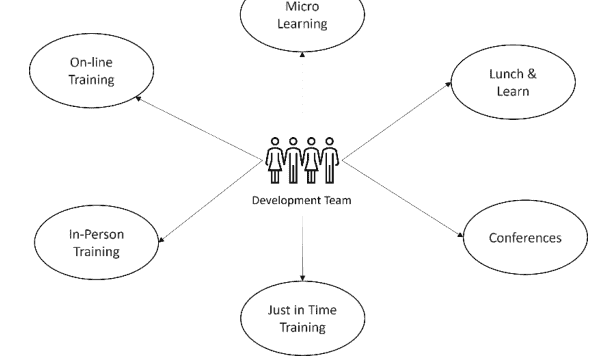 Micro
Learning
On-line
Training
Lunch &
Learn
Development Team
In-Person
Training
Conferences
Just in Time
Training